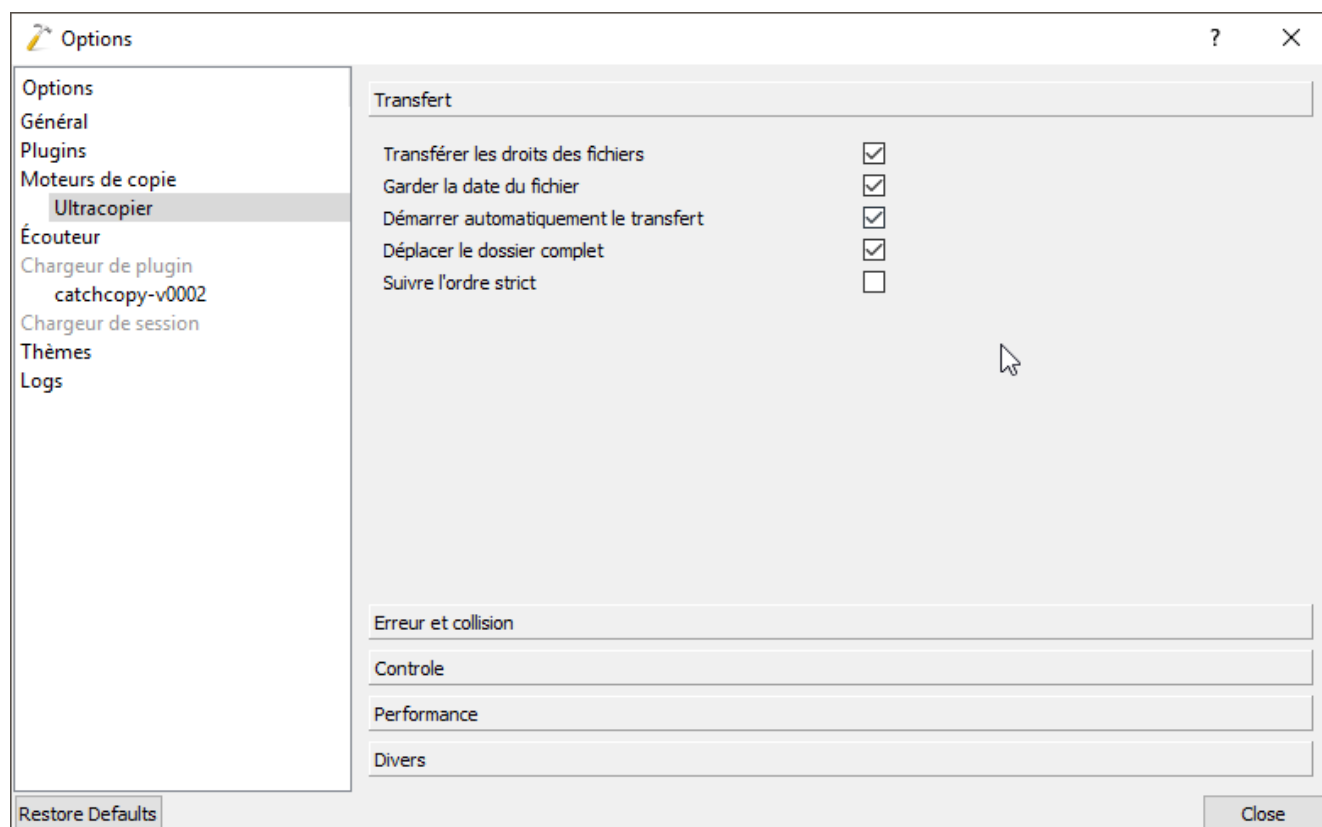 Options
?
Options
Général
Plugins
Moteurs de copie
Ultracopier
Écouteur
Chargeur de plugin
catchcopy-v0002
Chargeur de session
Thèmes
Logs
Transfert
Transférer les droits des fichiers
Garder la date du fichier
Démarrer automatiquement le transfert
Déplacer le dossier complet
Suivre l'ordre strict
Erreur et collision
Controle
Performance
Divers
Restore Defaults
Close